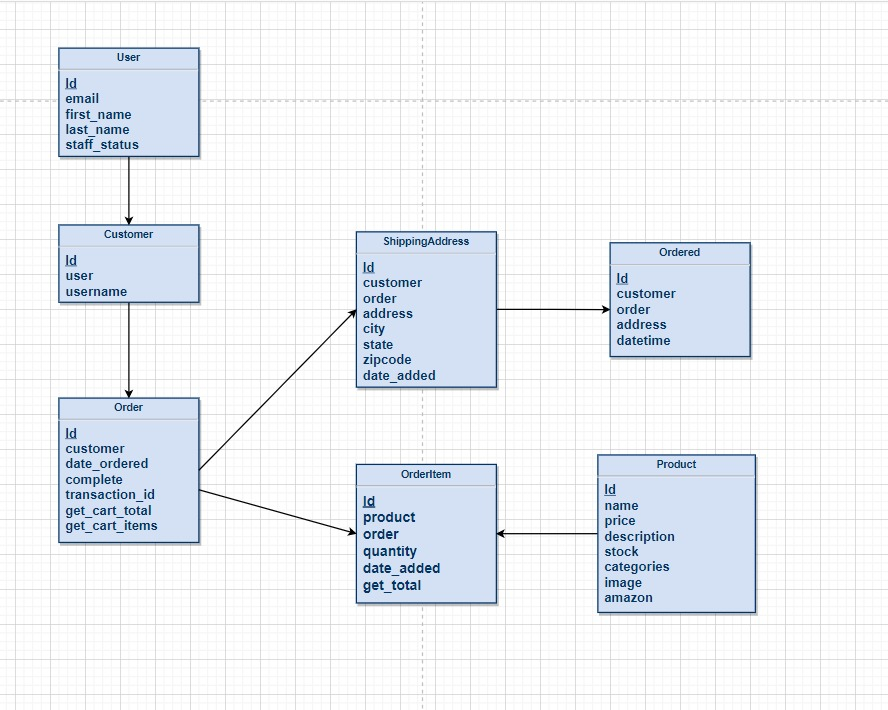 User
Id
email
first_name
last_name
staff_status
Customer
Id
user
username
Order
Id
customer
date_ordered
complete
transaction_id
get_cart_total
get_cart_items
ShippingAddress
Id
customer
order
address
city
state
zipcode
date_added
Ordered
Id
customer
order
address
datetime
OrderItem
Id
product
order
quantity
date_added
get_total
Product
Id
name
price
description
stock
categories
image
amazon